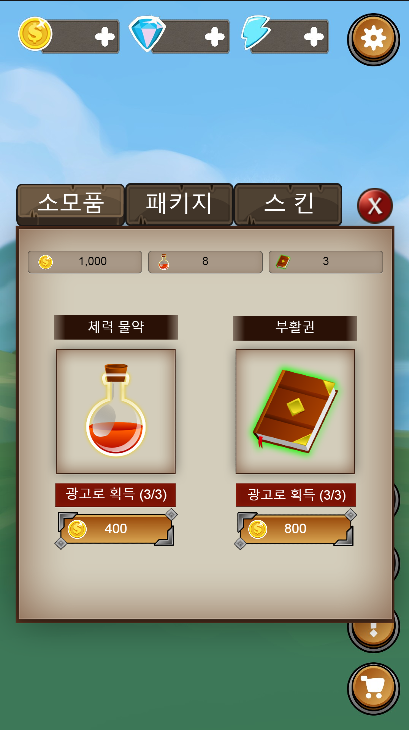 소모품 패키지 스 킨 X
1,000 8 3
체력 물약 부활권
광고로 획득 (3/3) 광고로 획득 (3/3)
400 800